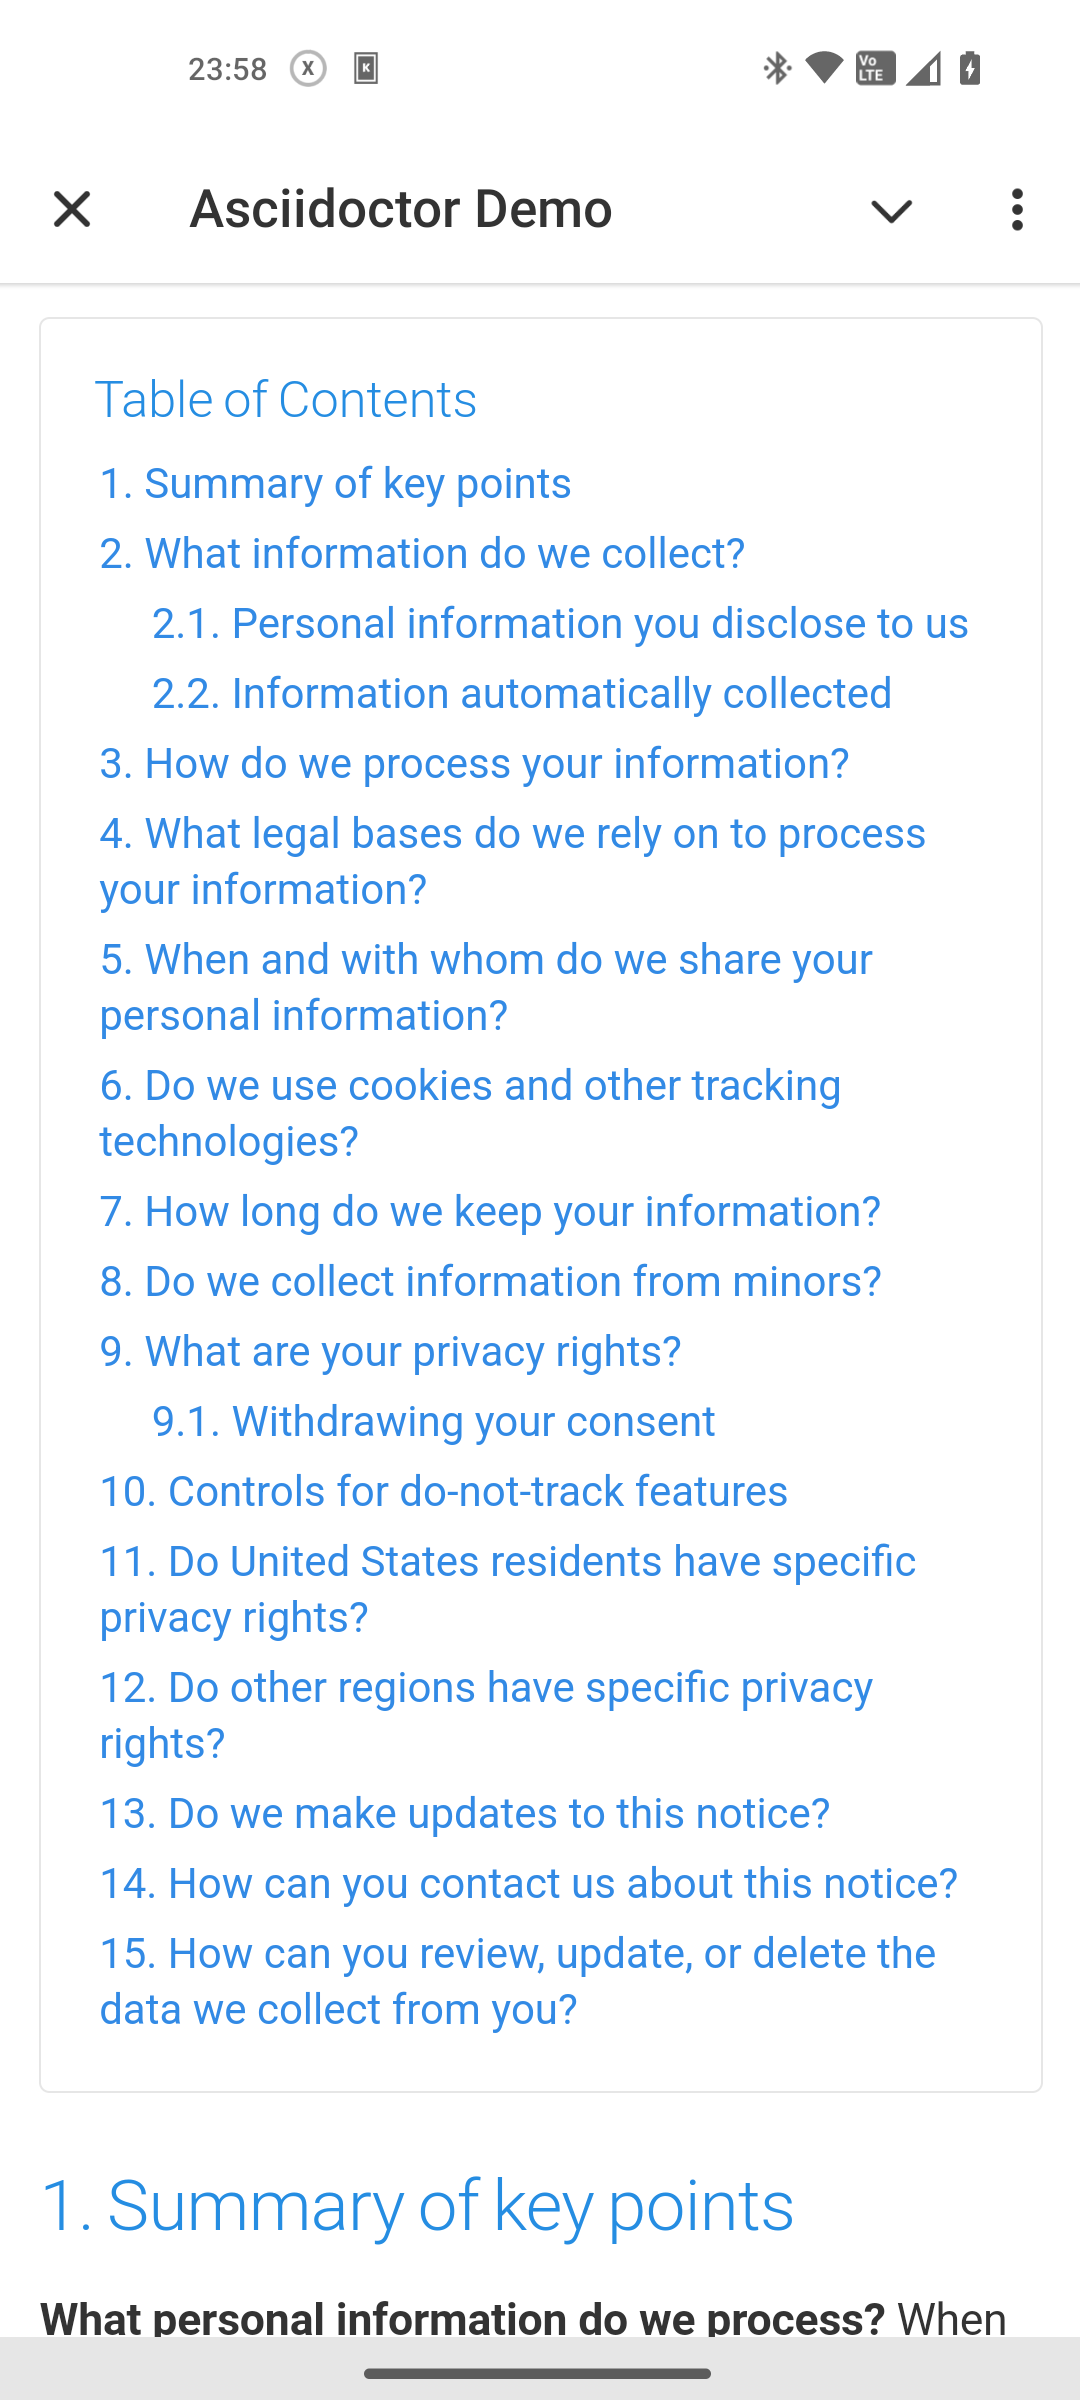 23:58 X K Vo LTE
Asciidoctor Demo
Table of Contents
1. Summary of key points
2. What information do we collect?
2.1. Personal information you disclose to us
2.2. Information automatically collected
3. How do we process your information?
4. What legal bases do we rely on to process
your information?
5. When and with whom do we share your
personal information?
6. Do we use cookies and other tracking
technologies?
7. How long do we keep your information?
8. Do we collect information from minors?
9. What are your privacy rights?
9.1. Withdrawing your consent
10. Controls for do-not-track features
11. Do United States residents have specific
privacy rights?
12. Do other regions have specific privacy
rights?
13. Do we make updates to this notice?
14. How can you contact us about this notice?
15. How can you review, update, or delete the
data we collect from you?
1. Summary of key points
What personal information do we process? When